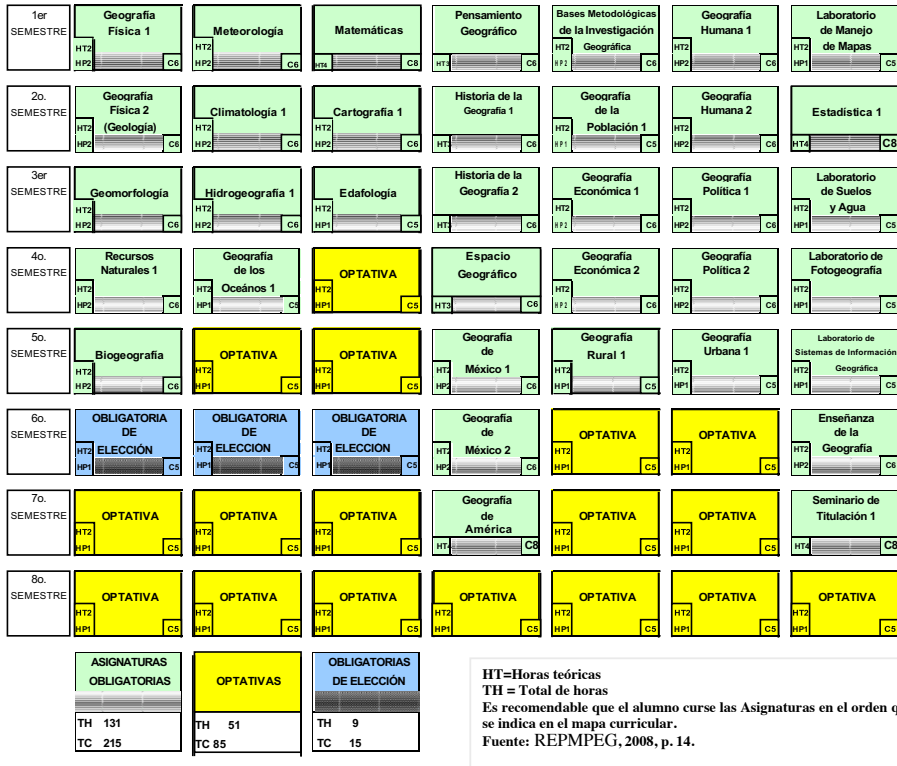 1er
SEMESTRE
Geografía
Física 1
HT2
HP2
C6
Meteorología
HT2
HP2
C6
Matemáticas
HT4
C8
Pensamiento
Geográfico
HT3
C6
Bases Metodológicas
de la Investigación
Geográfica
HT2
HP2
C6
Geografía
Humana 1
HT2
HP2
C6
Laboratorio
de Manejo
de Mapas
HT2
HP1
C5
2o.
SEMESTRE
Geografía
Física 2
(Geología)
HT2
HP2
C6
Climatología 1
HT2
HP2
C6
Cartografía 1
HT2
HP2
C6
Historia de la
Geografía 1
HT3
C6
Geografía
de la
Población 1
HT2
HP1
C5
Geografía
Humana 2
HT2
HP2
C6
Estadística 1
HT4
C8
3er
SEMESTRE
Geomorfología
HT2
HP2
C6
Hidrogeografía 1
HT2
HP2
C6
Edafología
HT2
HP1
C5
Historia de la
Geografía 2
HT3
C6
Geografía
Económica 1
HT2
HP2
C6
Geografía
Política 1
HT2
HP2
C6
Laboratorio
de Suelos
y Agua
HT2
HP1
C5
4o.
SEMESTRE
Recursos
Naturales 1
HT2
HP2
C6
Geografía
de los
Oceános 1
HT2
HP1
C5
OPTATIVA
HT2
HP1
C5
Espacio
Geográfico
HT3
C6
Geografía
Económica 2
HT2
HP2
C6
Geografía
Política 2
HT2
HP2
C6
Laboratorio de
Fotogeografía
HT2
HP1
C5
5o.
SEMESTRE
Biogeografía
HT2
HP2
C6
OPTATIVA
HT2
HP1
C5
OPTATIVA
HT2
HP1
C5
Geografía
de
México 1
HT2
HP2
C6
Geografía
Rural 1
HT2
HP1
C5
Geografía
Urbana 1
HT2
HP1
C5
Laboratorio de
Sistemas de Información
Geográfica
HT2
HP1
C5
6o.
SEMESTRE
OBLIGATORIA
DE
ELECCIÓN
HT2
HP1
C5
OBLIGATORIA
DE
ELECCION
HT2
HP1
C5
OBLIGATORIA
DE
ELECCION
HT2
HP1
C5
Geografía
de
México 2
HT2
HP2
C6
OPTATIVA
HT2
HP1
C5
OPTATIVA
HT2
HP1
C5
Enseñanza
de la
Geografía
HT2
HP2
C6
7o.
SEMESTRE
OPTATIVA
HT2
HP1
C5
OPTATIVA
HT2
HP1
C5
OPTATIVA
HT2
HP1
C5
Geografía
de
América
HT4
C8
OPTATIVA
HT2
HP1
C5
OPTATIVA
HT2
HP1
C5
Seminario de
Titulación 1
HT4
C8
8o.
SEMESTRE
OPTATIVA
HT2
HP1
C5
OPTATIVA
HT2
HP1
C5
OPTATIVA
HT2
HP1
C5
OPTATIVA
HT2
HP1
C5
OPTATIVA
HT2
HP1
C5
OPTATIVA
HT2
HP1
C5
OPTATIVA
HT2
HP1
C5
ASIGNATURAS
OBLIGATORIAS
TH 131
TC 215
OPTATIVAS
TH 51
TC 85
OBLIGATORIAS
DE ELECCIÓN
TH 9
TC 15
HT=Horas teóricas
TH = Total de horas
Es recomendable que el alumno curse las Asignaturas en el orden q
se indica en el mapa curricular.
Fuente: REPMPEG, 2008, p. 14.